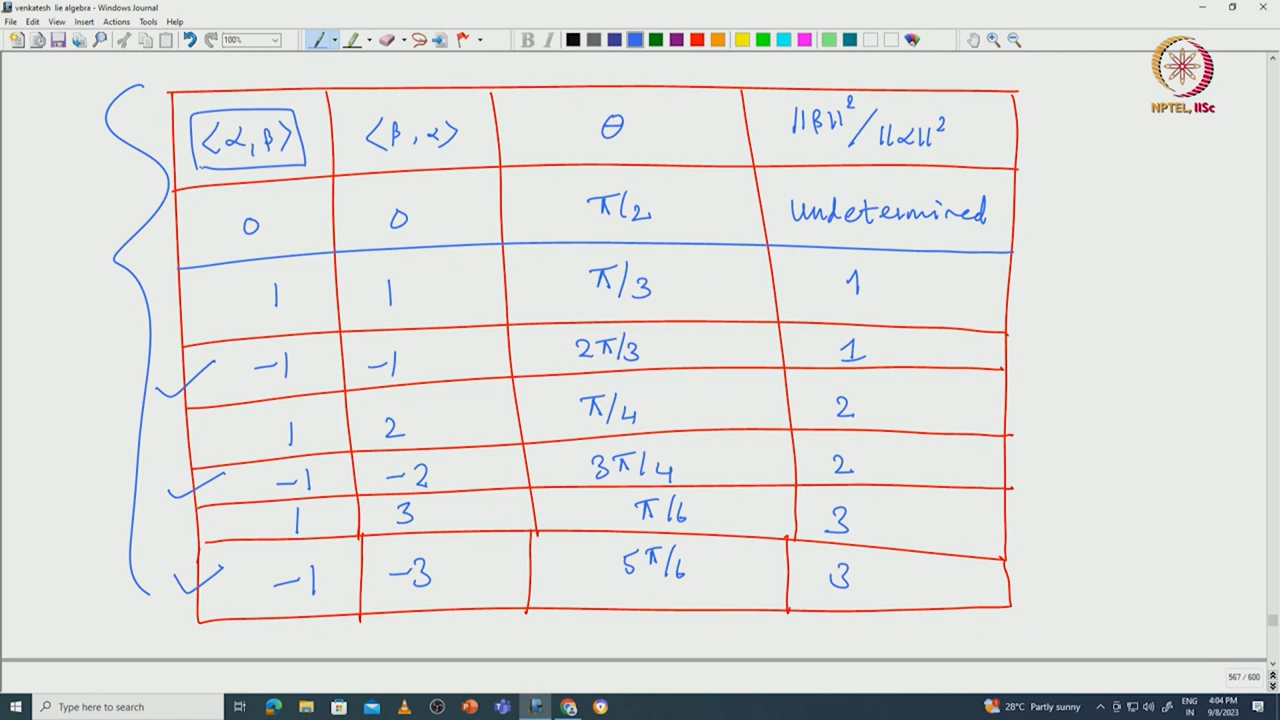 venkatesh lie algebra - Windows Journal
File Edit View Insert Actions Tools Help
100%
B I
NPTEL, IISc
⟨α, β⟩ ⟨β, α⟩ θ ||β||²/||α||²
0 0 π/2 undetermined
1 1 π/3 1
-1 -1 2π/3 1
1 2 π/4 2
-1 -2 3π/4 2
1 3 π/6 3
-1 -3 5π/6 3
567 / 600
Type here to search
28°C Partly sunny
ENG
IN
4:04 PM
9/8/2023